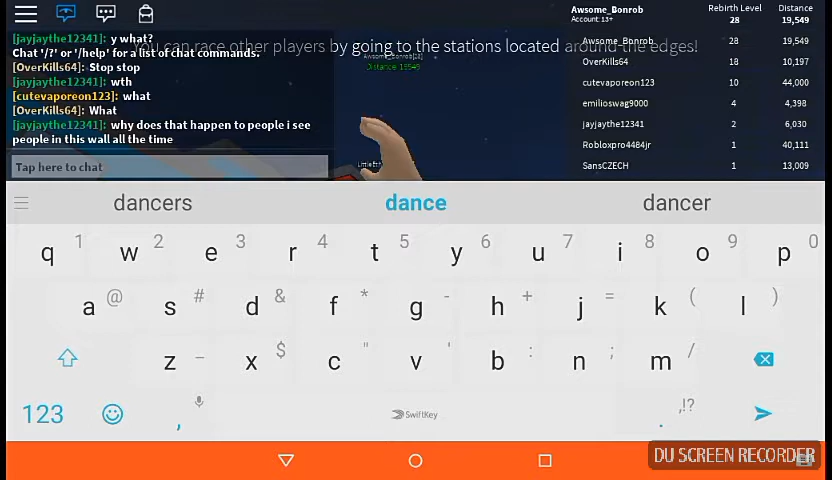 Awsome_Bonrob
Account: 13+
Rebirth Level
28
Distance
19,549
[jayjaythe12341]: y what?
Chat '/?' or '/help' for a list of chat commands.
[OverKills64]: Stop stop
[jayjaythe12341]: wth
[cutevaporeon123]: what
[OverKills64]: What
[jayjaythe12341]: why does that happen to people i see
people in this wall all the time
Tap here to chat
You can race other players by going to the stations located around the edges!
Awsome_Bonrob[28]
Distance: 19549
Awsome_Bonrob 28 19,549
OverKills64 18 10,197
cutevaporeon123 10 44,000
emilioswag9000 4 4,398
jayjaythe12341 2 6,030
Robloxpro4484jr 1 40,111
SansCZECH 1 13,009
dancers dance dancer
1 2 3 4 5 6 7 8 9 0
q w e r t y u i o p
@ # & * - + = ( )
a s d f g h j k l
_ $ " ' : ; /
z x c v b n m
123 , SwiftKey . ,!?
DU SCREEN RECORDER